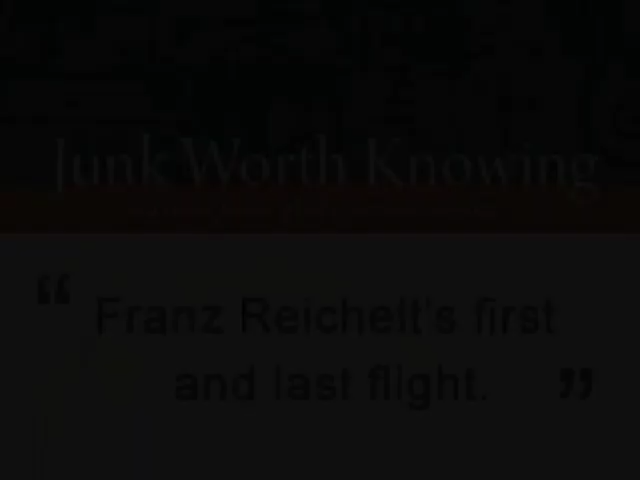 Junk Worth Knowing
“ Franz Reichelt's first
and last flight. ”